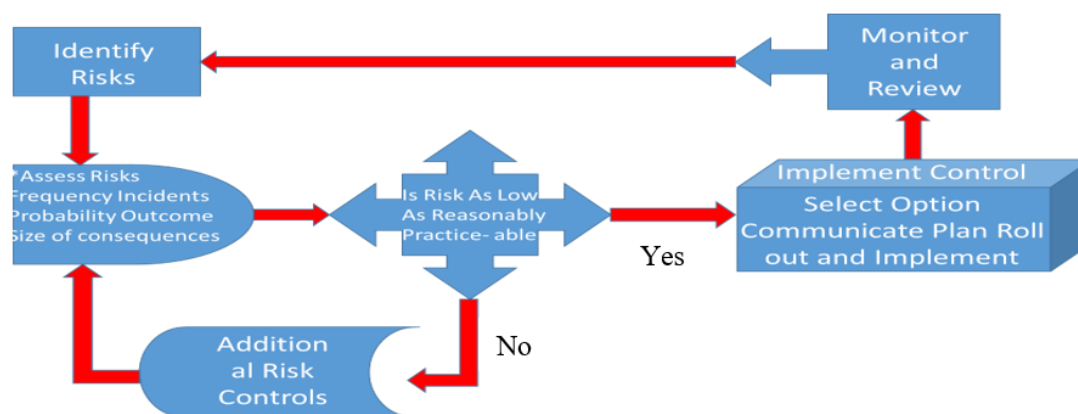 Identify
Risks
Monitor
and
Review
*Assess Risks
Frequency Incidents
Probability Outcome
Size of consequences
Is Risk As Low
As Reasonably
Practice- able
Yes
Implement Control
Select Option
Communicate Plan Roll
out and Implement
No
Addition
al Risk
Controls